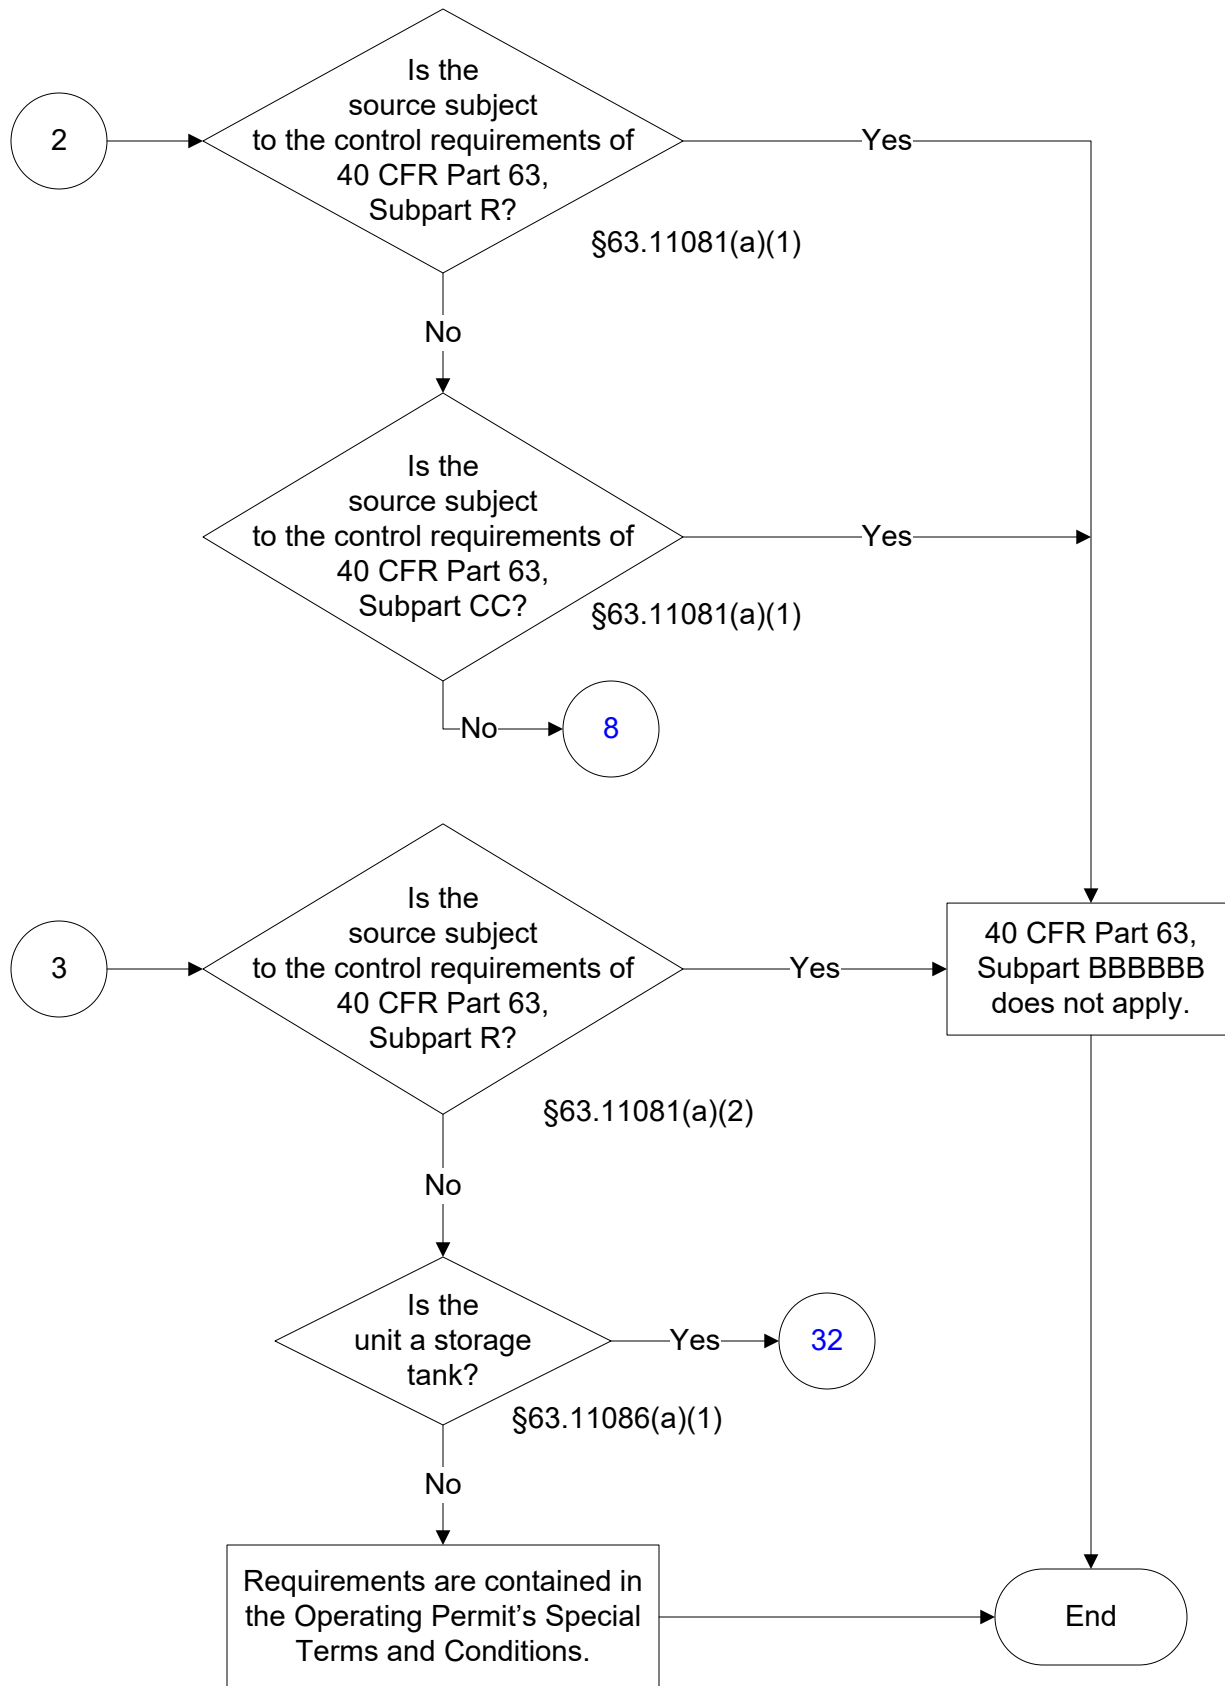 2
Is the
source subject
to the control requirements of
40 CFR Part 63,
Subpart R?
Yes
§63.11081(a)(1)
No
Is the
source subject
to the control requirements of
40 CFR Part 63,
Subpart CC?
Yes
§63.11081(a)(1)
No
8
3
Is the
source subject
to the control requirements of
40 CFR Part 63,
Subpart R?
Yes
40 CFR Part 63,
Subpart BBBBBB
does not apply.
§63.11081(a)(2)
No
Is the
unit a storage
tank?
Yes
32
§63.11086(a)(1)
No
Requirements are contained in
the Operating Permit’s Special
Terms and Conditions.
End